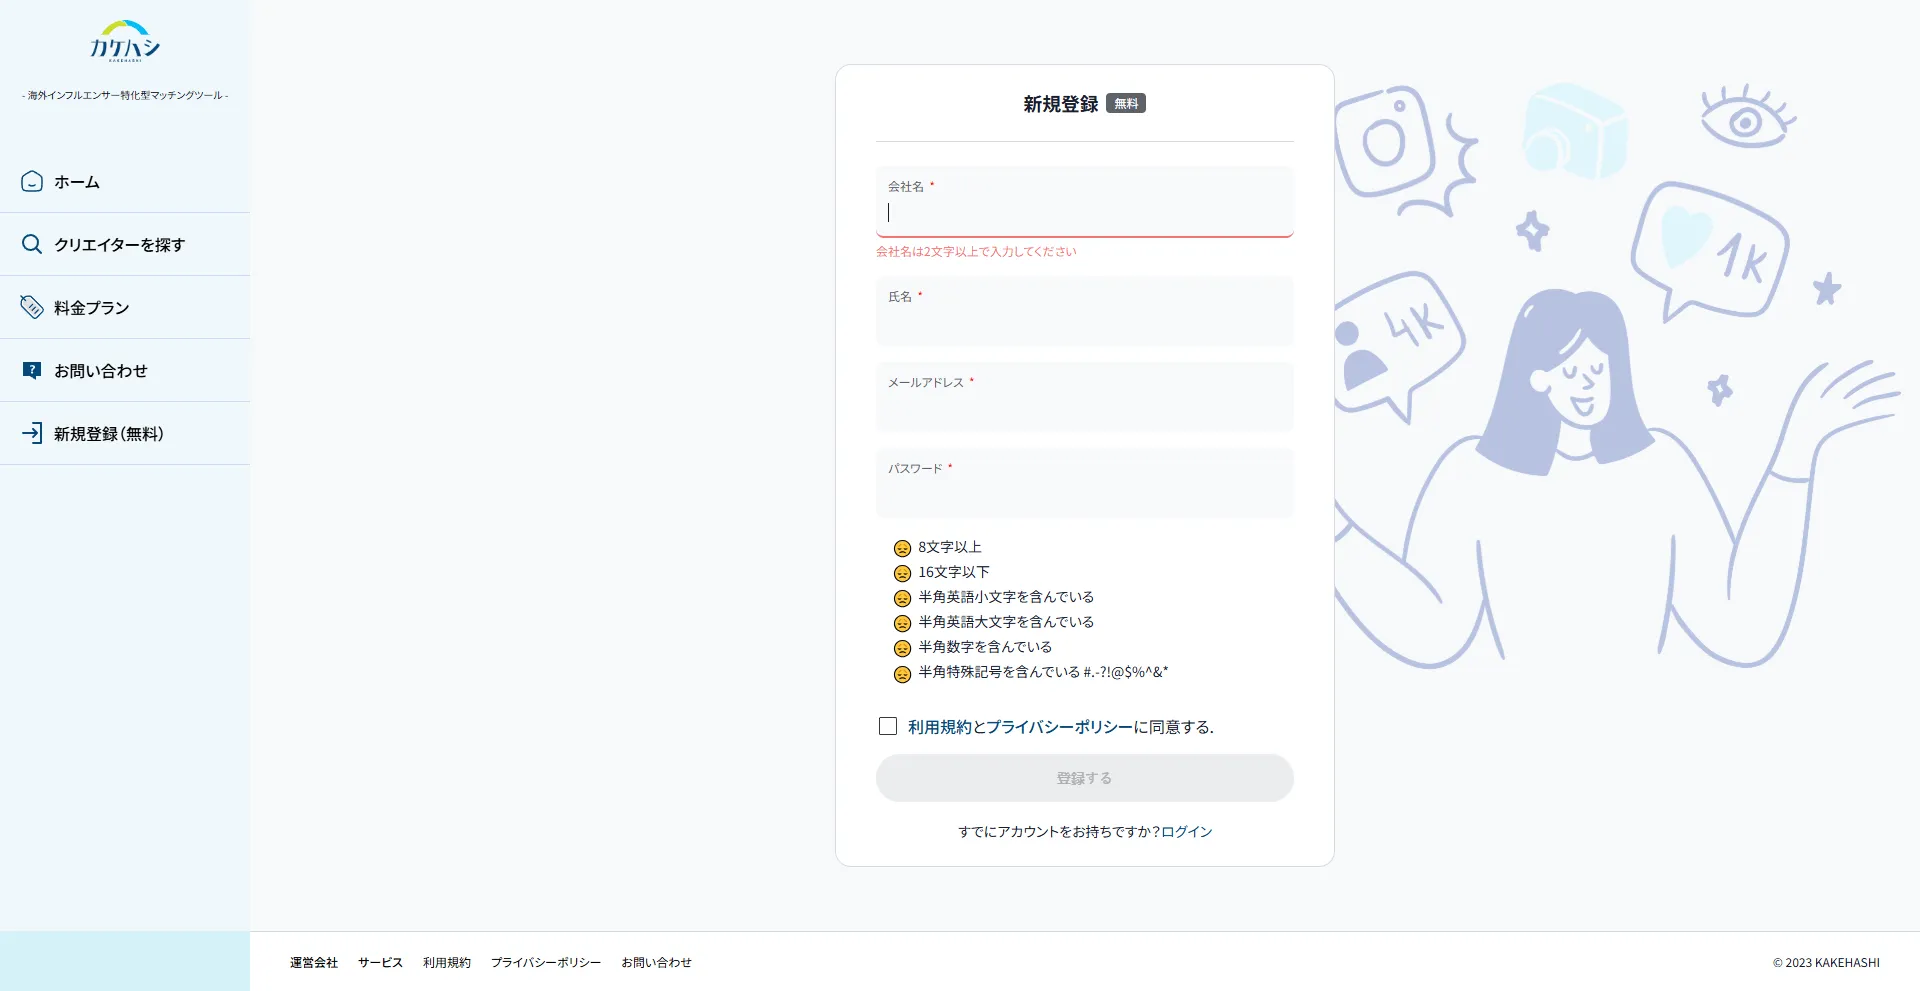 カケハシ
KAKEHASHI
- 海外インフルエンサー特化型マッチングツール -
ホーム
クリエイターを探す
料金プラン
お問い合わせ
新規登録（無料）
新規登録 無料
会社名 *
会社名は2文字以上で入力してください
氏名 *
メールアドレス *
パスワード *
8文字以上
16文字以下
半角英語小文字を含んでいる
半角英語大文字を含んでいる
半角数字を含んでいる
半角特殊記号を含んでいる #.-?!@$%^&*
利用規約とプライバシーポリシーに同意する.
登録する
すでにアカウントをお持ちですか？ログイン
1K
4K
運営会社 サービス 利用規約 プライバシーポリシー お問い合わせ
© 2023 KAKEHASHI